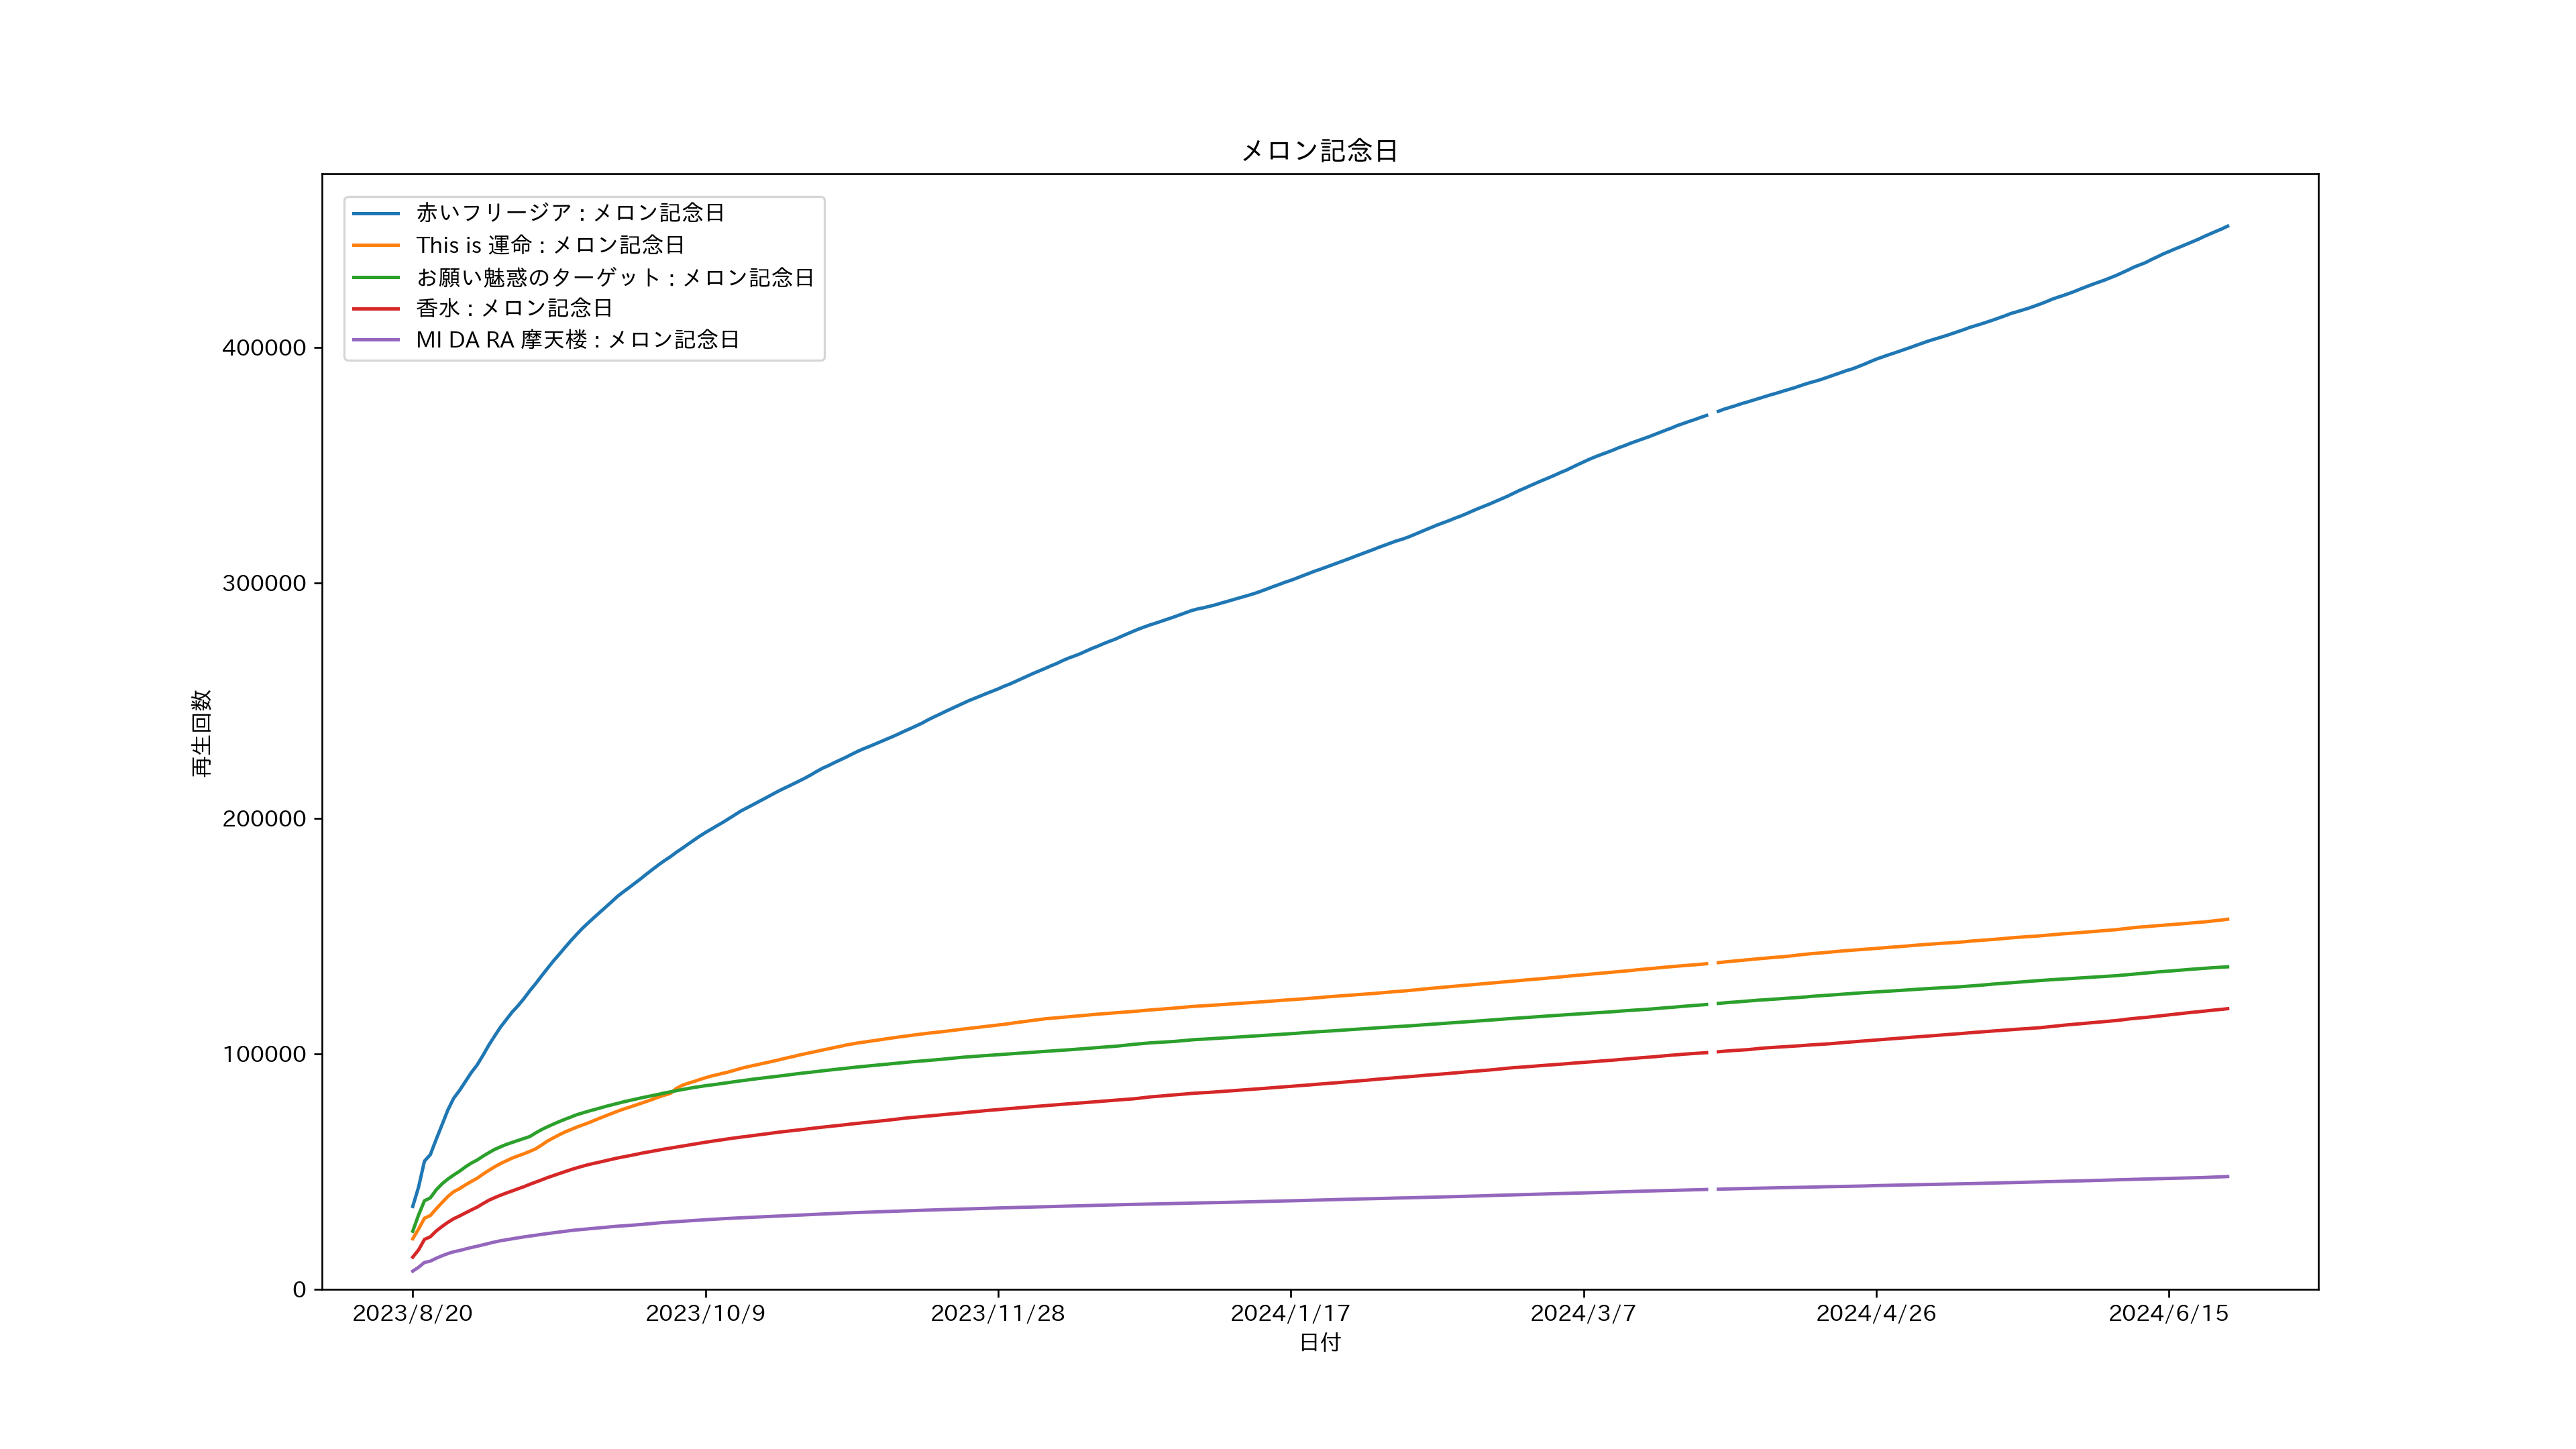 メロン記念日
赤いフリージア : メロン記念日
This is 運命 : メロン記念日
お願い魅惑のターゲット : メロン記念日
香水 : メロン記念日
MI DA RA 摩天楼 : メロン記念日
再生回数
400000
300000
200000
100000
0
2023/8/20 2023/10/9 2023/11/28 2024/1/17 2024/3/7 2024/4/26 2024/6/15
日付